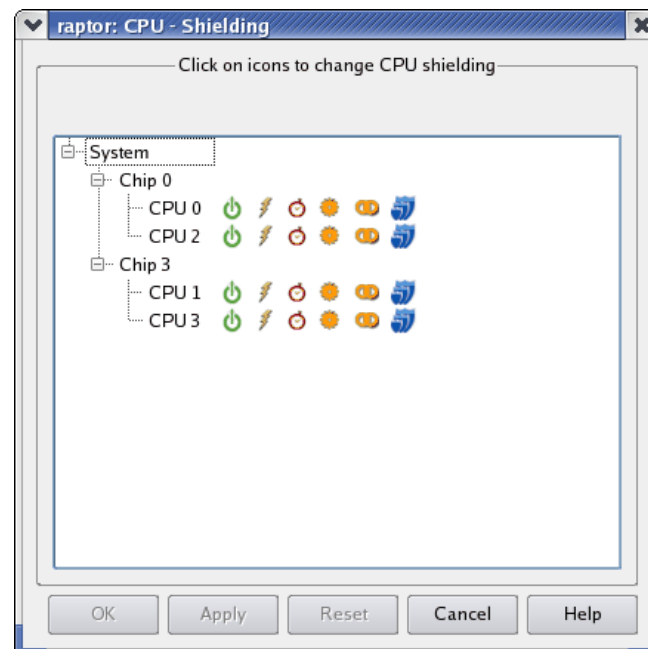 raptor: CPU - Shielding
Click on icons to change CPU shielding
System
Chip 0
CPU 0
CPU 2
Chip 3
CPU 1
CPU 3
OK Apply Reset Cancel Help